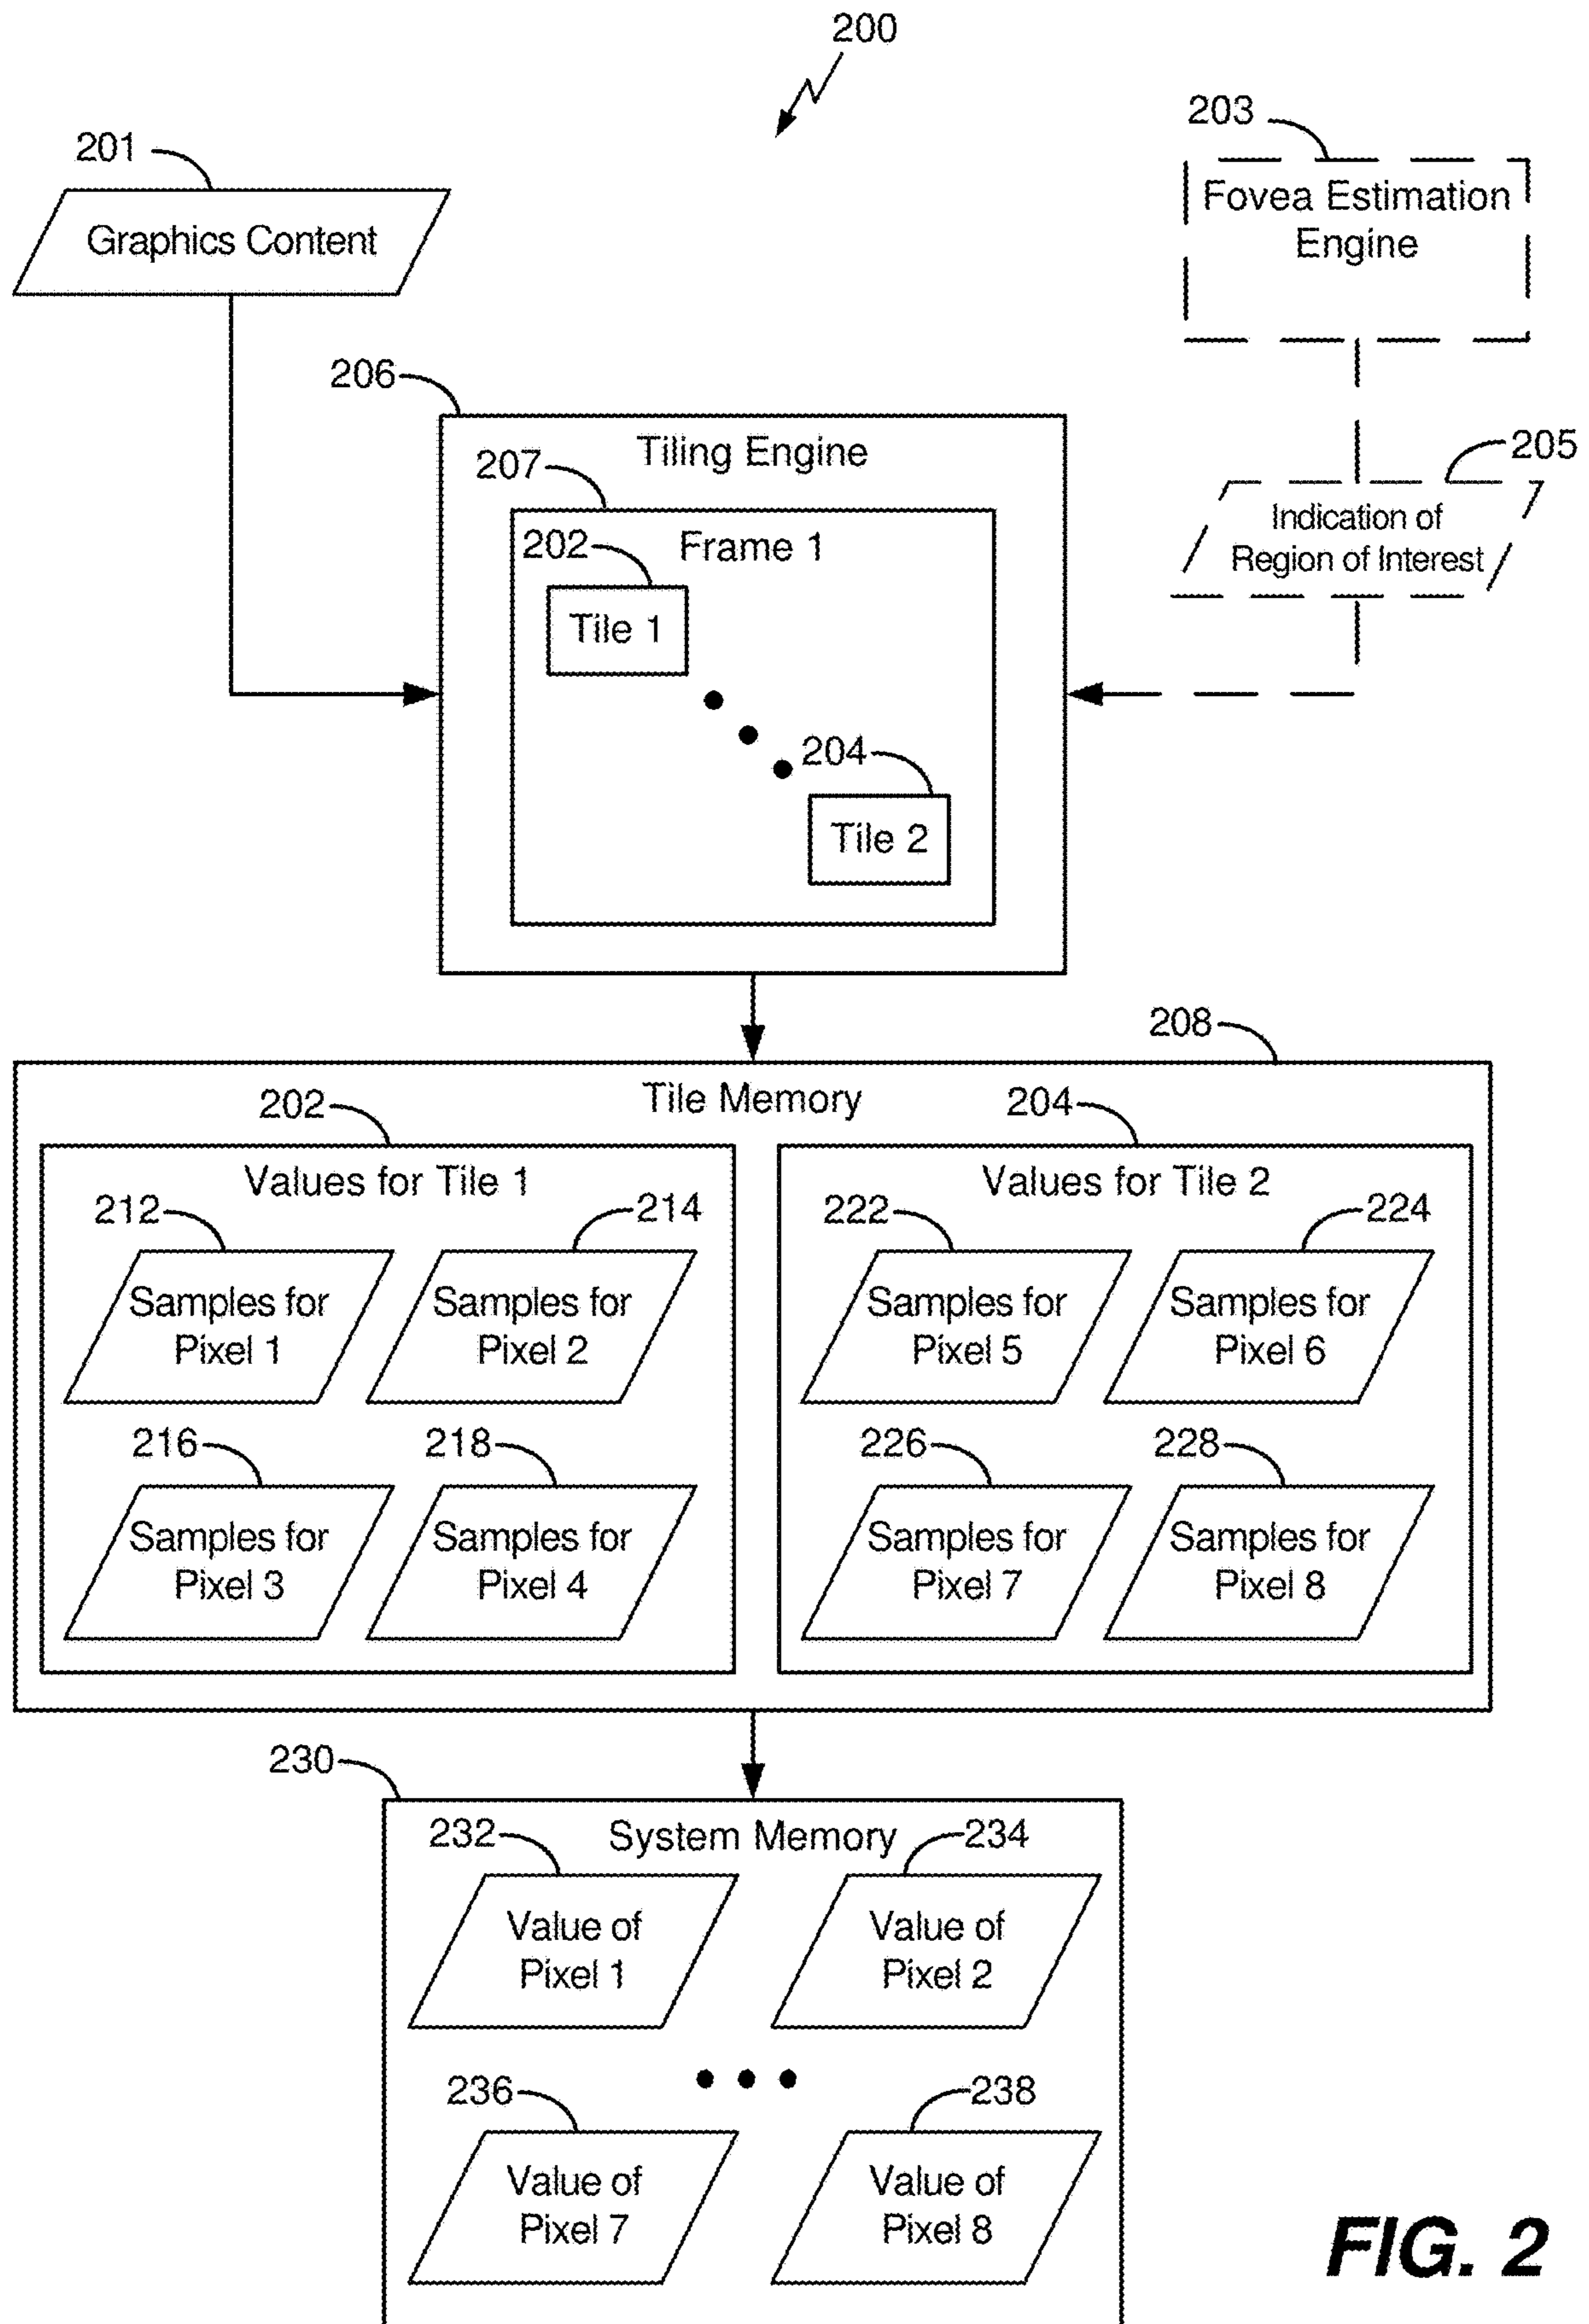 200
203
201
Fovea Estimation
Engine
Graphics Content
206
Tiling Engine
205
207
Indication of
Region of Interest
202
Frame 1
Tile 1
204
Tile 2
208
Tile Memory
202
204
Values for Tile 1
Values for Tile 2
212
214
222
224
Samples for
Pixel 1
Samples for
Pixel 2
Samples for
Pixel 5
Samples for
Pixel 6
216
218
226
228
Samples for
Pixel 3
Samples for
Pixel 4
Samples for
Pixel 7
Samples for
Pixel 8
230
System Memory
232
234
Value of
Pixel 1
Value of
Pixel 2
236
238
Value of
Pixel 7
Value of
Pixel 8
FIG. 2